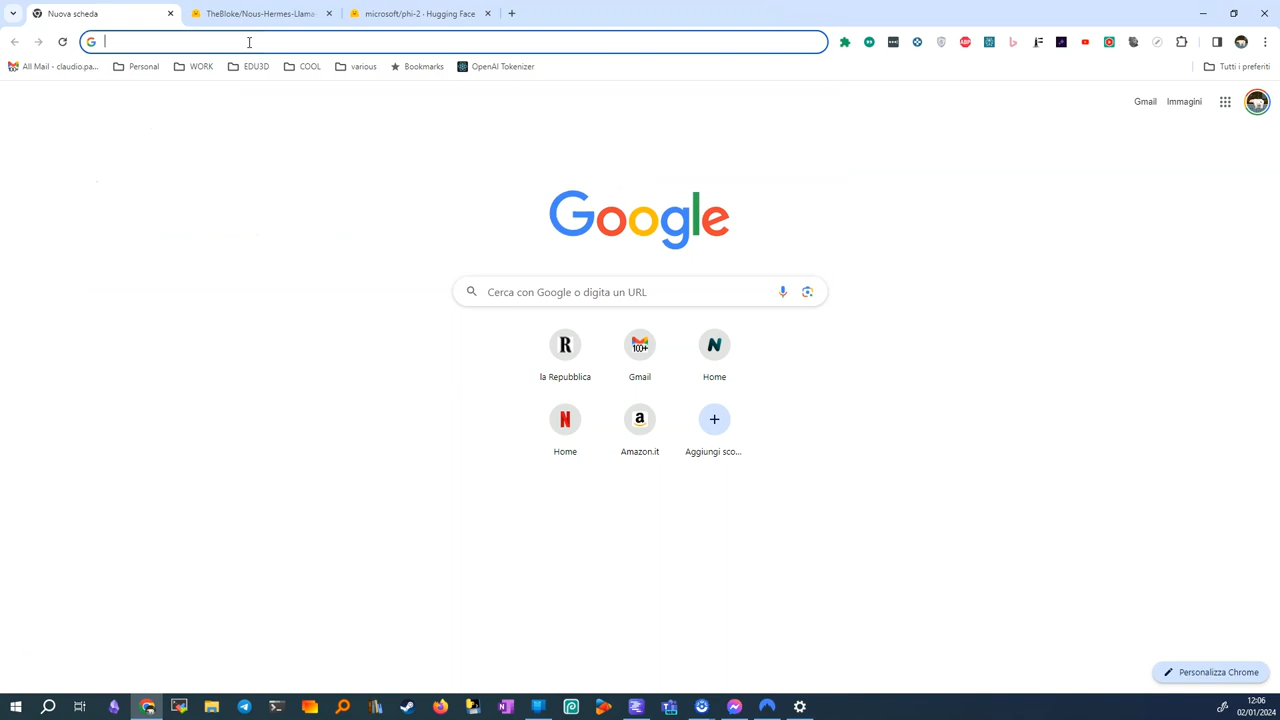 Nuova scheda
TheBloke/Nous-Hermes-Llama-
microsoft/phi-2 · Hugging Face
All Mail - claudio.pa...
Personal
WORK
EDU3D
COOL
various
Bookmarks
OpenAI Tokenizer
Tutti i preferiti
Gmail
Immagini
Google
Cerca con Google o digita un URL
R
100+
N
la Repubblica
Gmail
Home
N
a
Home
Amazon.it
Aggiungi sco...
Personalizza Chrome
12:06
02/01/2024